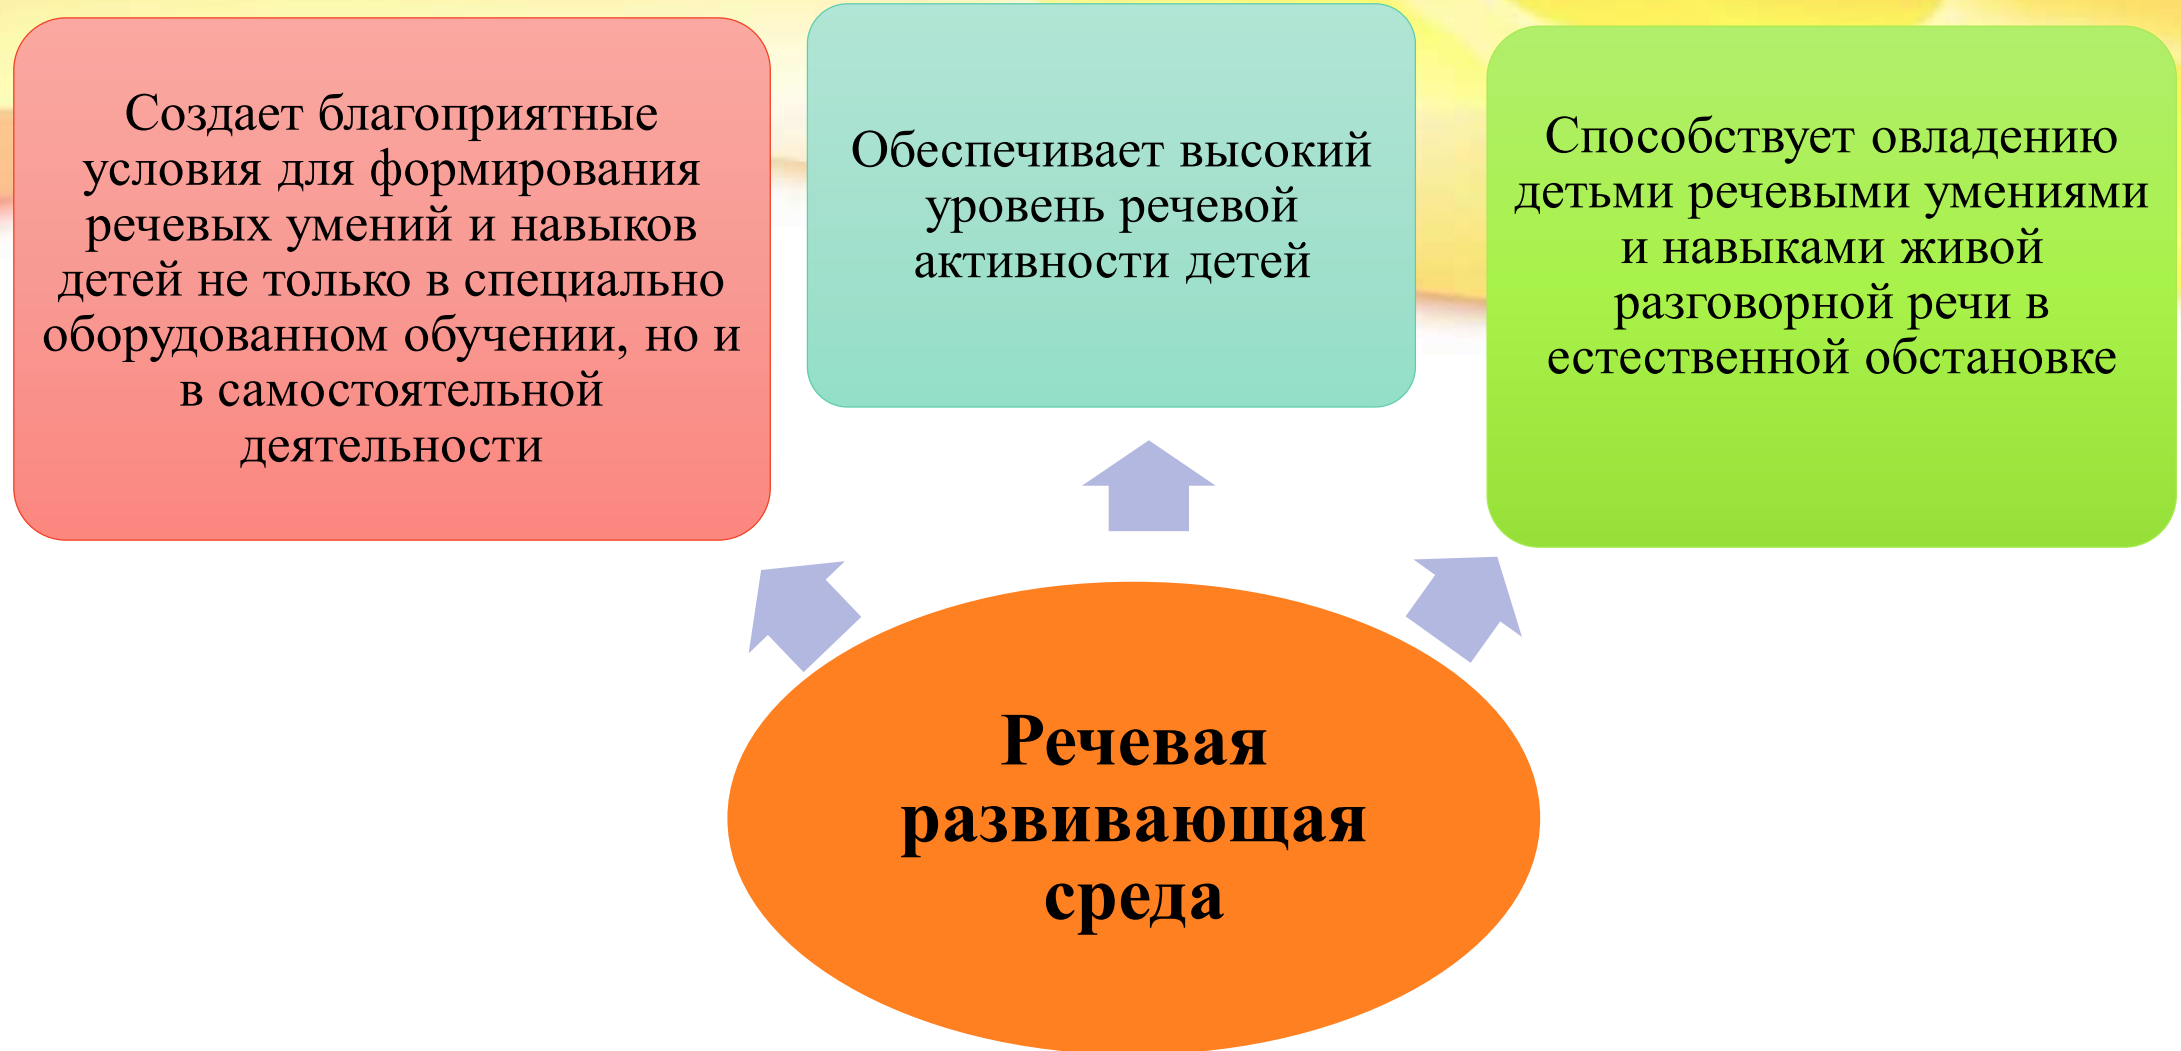 Создает благоприятные
условия для формирования
речевых умений и навыков
детей не только в специально
оборудованном обучении, но и
в самостоятельной
деятельности
Обеспечивает высокий
уровень речевой
активности детей
Способствует овладению
детьми речевыми умениями
и навыками живой
разговорной речи в
естественной обстановке
Речевая
развивающая
среда